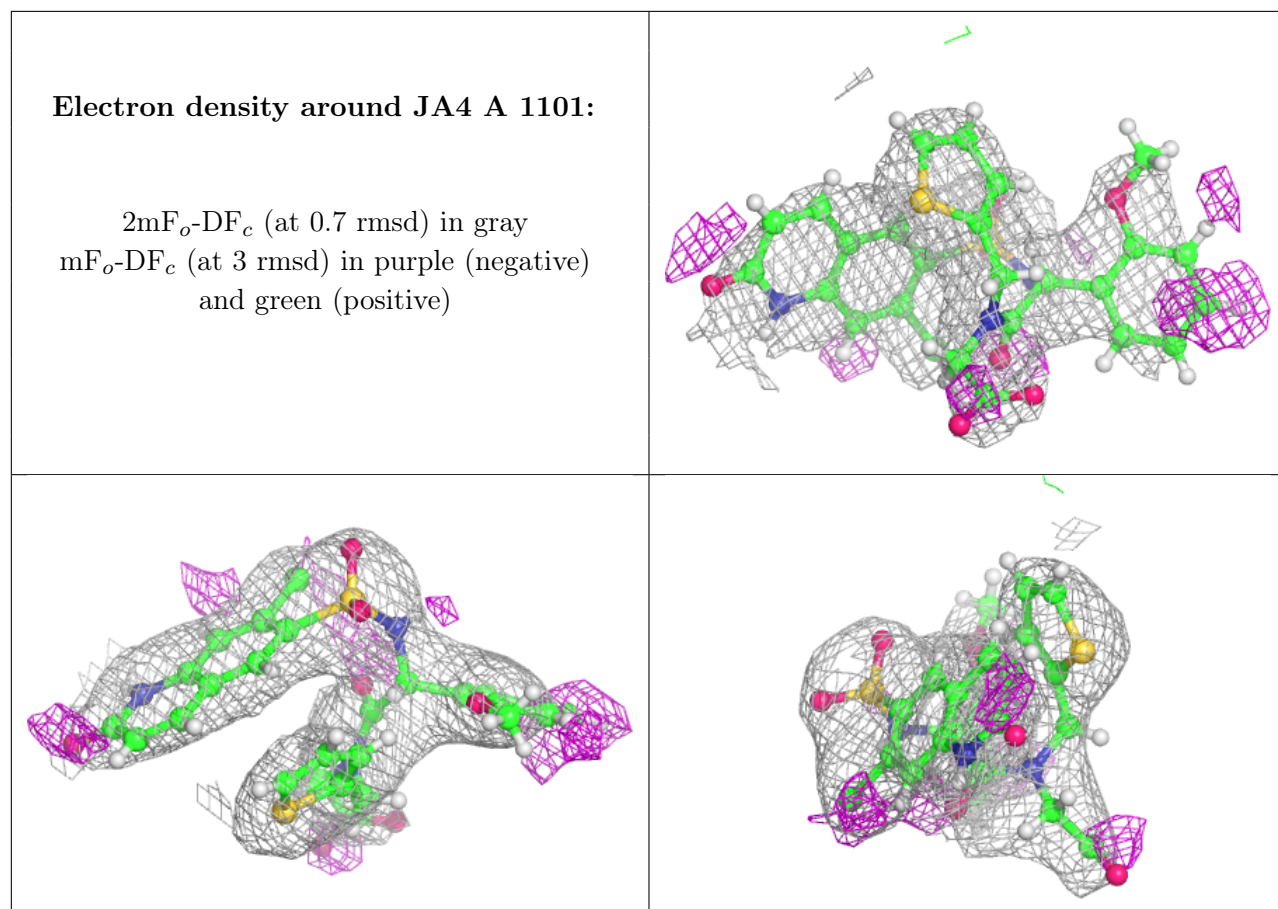 Electron density around JA4 A 1101:
2mFo-DFc (at 0.7 rmsd) in gray
mFo-DFc (at 3 rmsd) in purple (negative)
and green (positive)